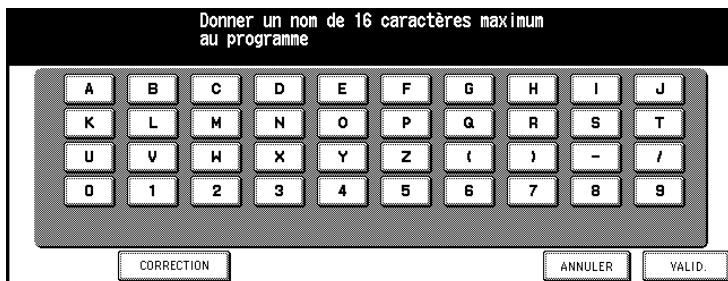 Donner un nom de 16 caractères maximum
au programme
A B C D E F G H I J
K L M N O P Q R S T
U V W X Y Z ( ) - /
0 1 2 3 4 5 6 7 8 9
CORRECTION ANNULER VALID.